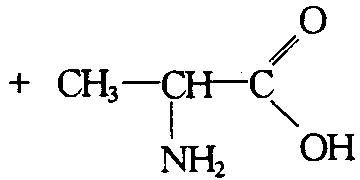 O
+ CH₃—CH—C
OH
NH₂